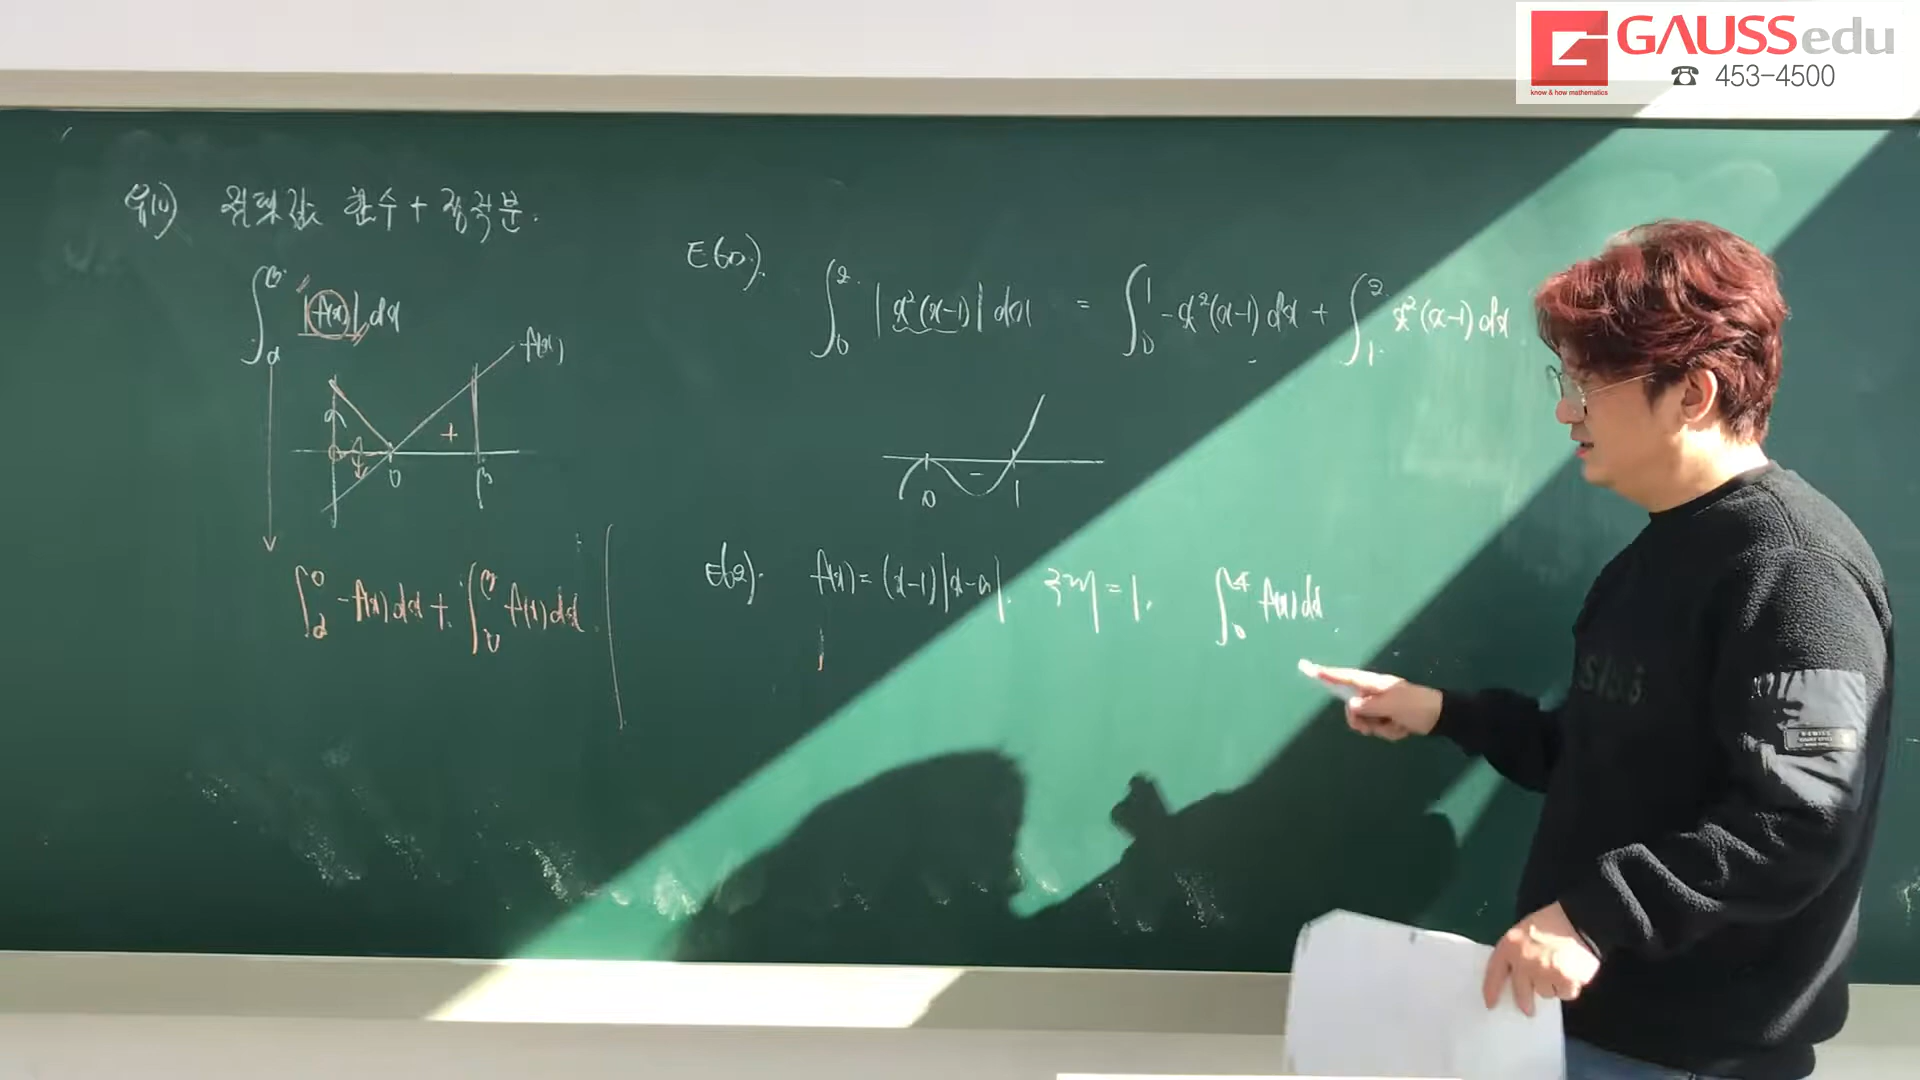 GAUSSedu
☎ 453-4500
know & how mathematics
유(1) 절댓값 함수 + 정적분.
∫_α^β |f(x)| dx
f(x)
+
0 β
∫_α^0 -f(x)dx + ∫_0^β f(x)dx
E(1). ∫_0^2 |x²(x-1)| dx = ∫_0^1 -x²(x-1)dx + ∫_1^2 x²(x-1)dx
-
0 1
E(2). f(x) = (x-1)|x-a|. 극댓 = 1. ∫_0^4 f(x)dx.